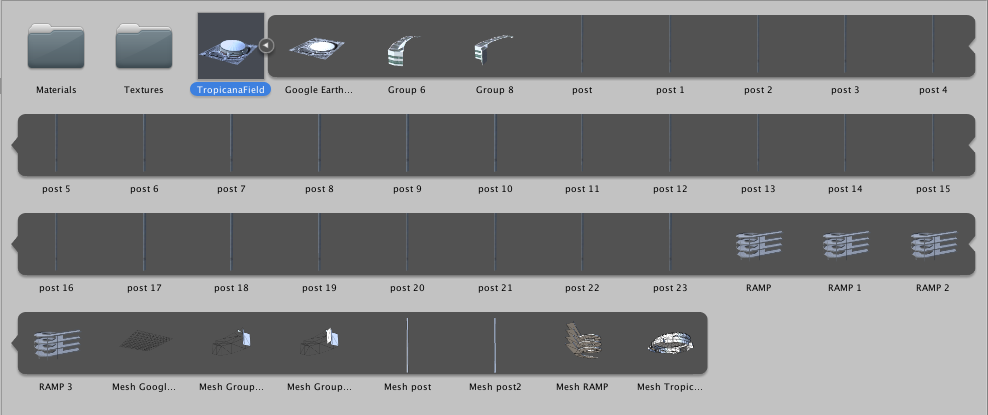 Materials Textures TropicanaField Google Earth... Group 6 Group 8 post post 1 post 2 post 3 post 4
post 5 post 6 post 7 post 8 post 9 post 10 post 11 post 12 post 13 post 14 post 15
post 16 post 17 post 18 post 19 post 20 post 21 post 22 post 23 RAMP RAMP 1 RAMP 2
RAMP 3 Mesh Googl... Mesh Group... Mesh Group... Mesh post Mesh post2 Mesh RAMP Mesh Tropic...